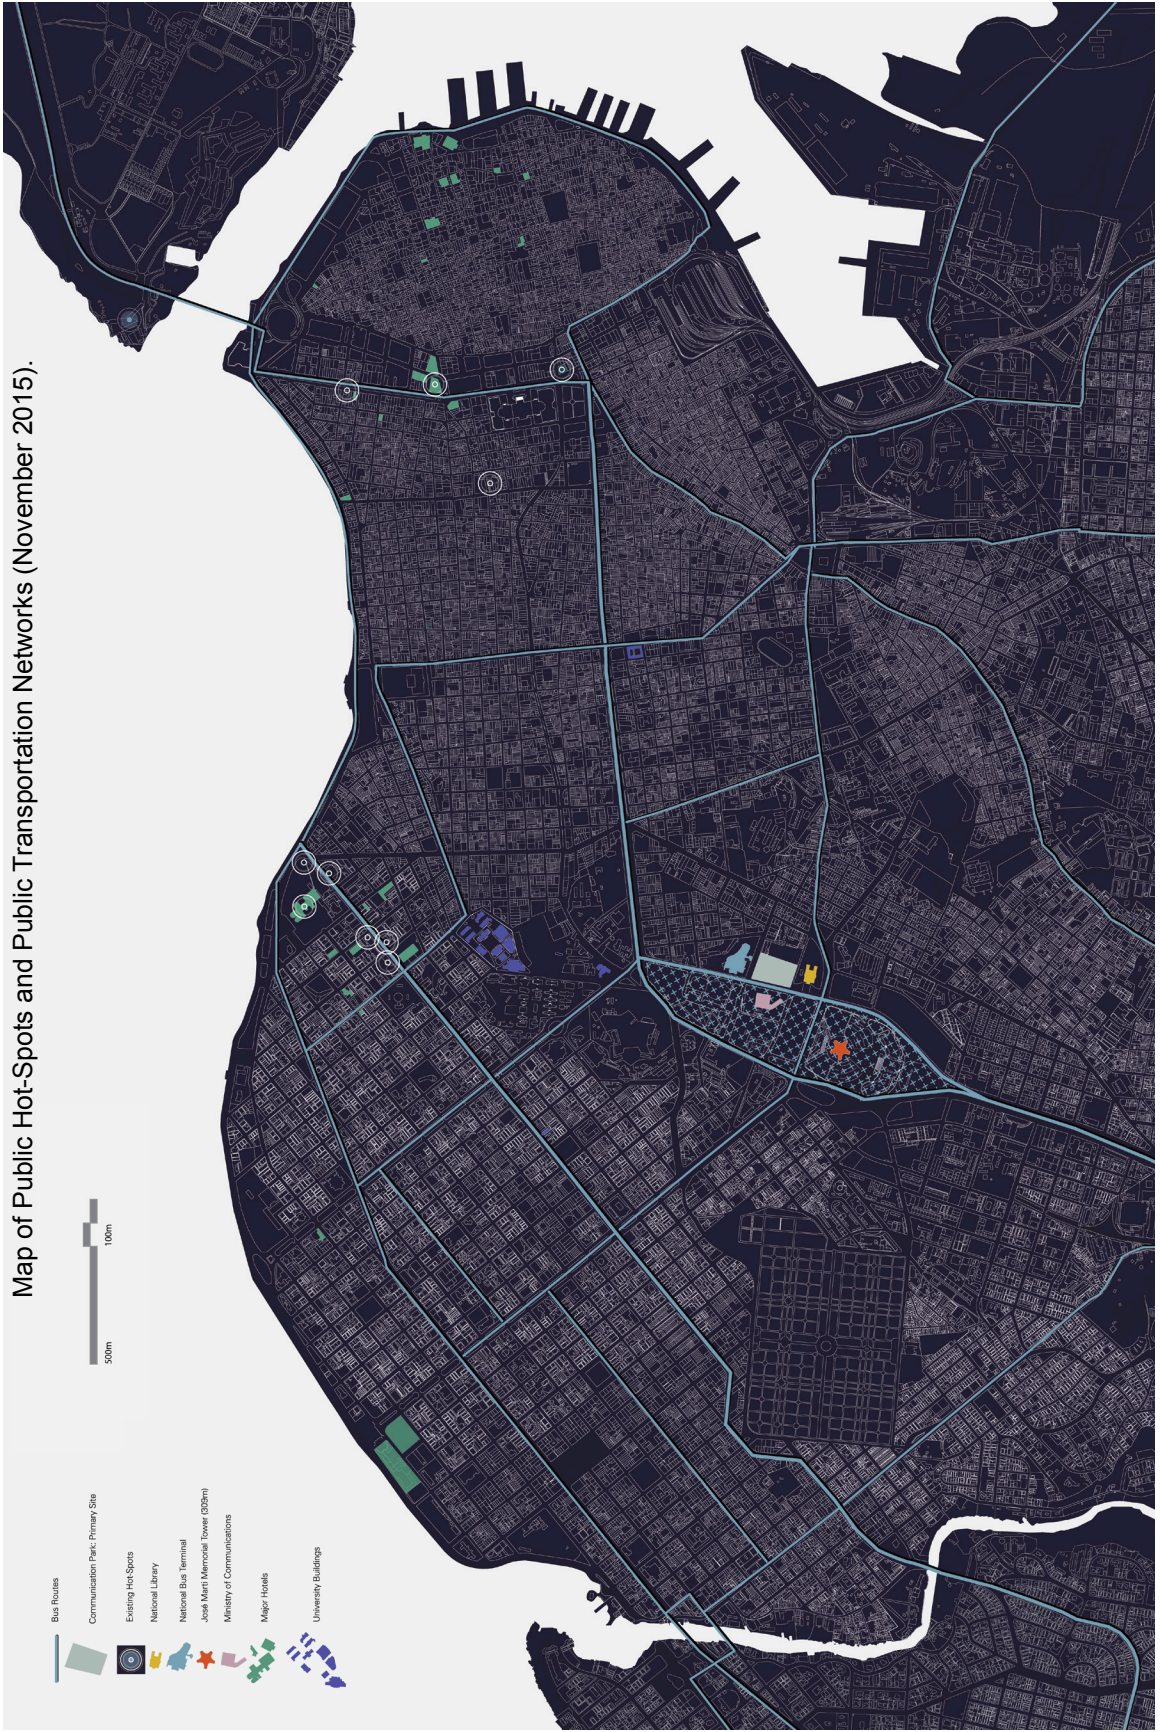 Map of Public Hot-Spots and Public Transportation Networks (November 2015).
500m
100m
Bus Routes
Communication Park: Primary Site
Existing Hot-Spots
National Library
National Bus Terminal
José Martí Memorial Tower (309m)
Ministry of Communications
Major Hotels
University Buildings